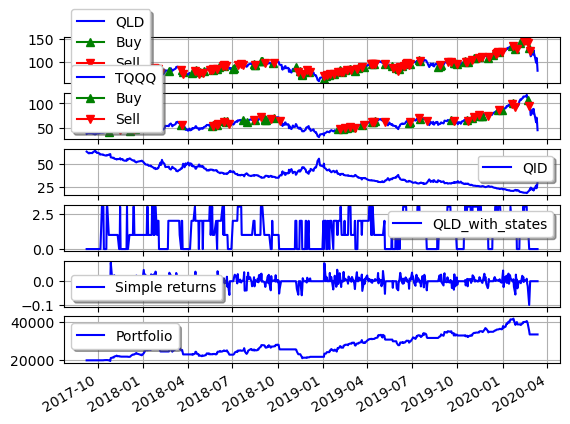 QLD
Buy
Sell
150
100
TQQQ
Buy
Sell
100
50
QID
50
25
QLD_with_states
2.5
0.0
Simple returns
0.0
−0.1
Portfolio
40000
20000
2017-10 2018-01 2018-04 2018-07 2018-10 2019-01 2019-04 2019-07 2019-10 2020-01 2020-04